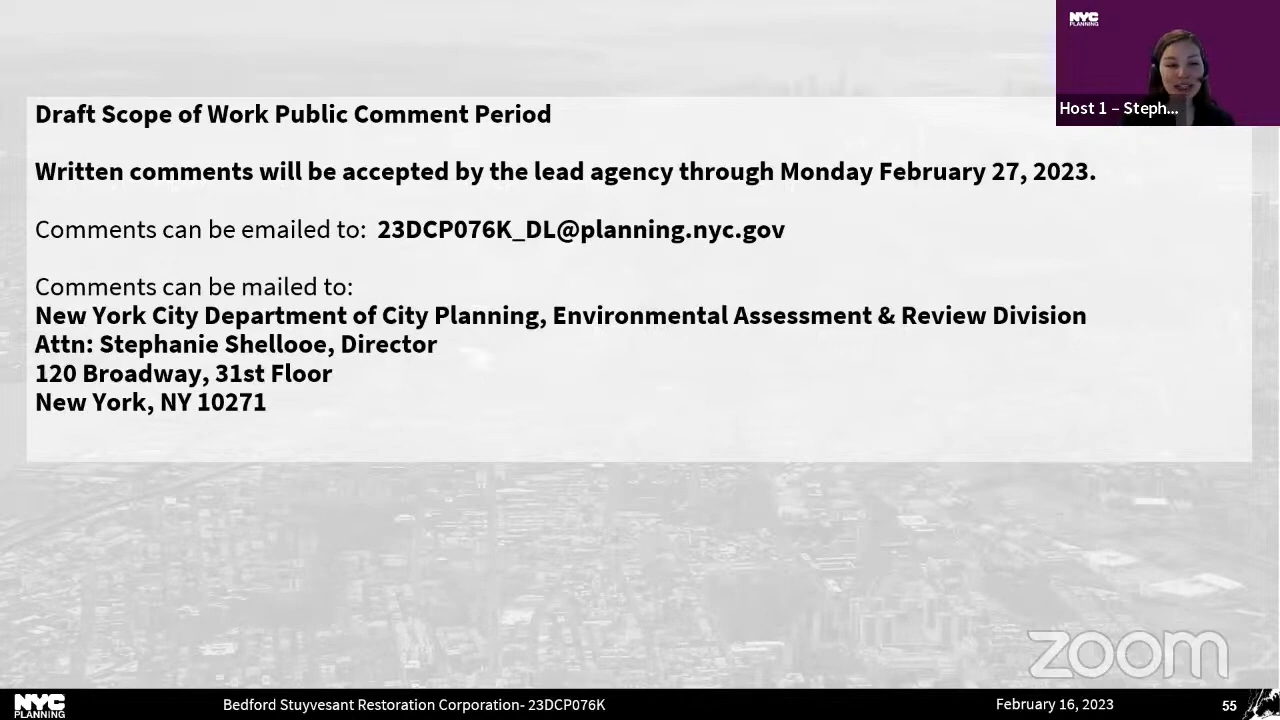 NYC
PLANNING
Host 1 – Steph...
Draft Scope of Work Public Comment Period
Written comments will be accepted by the lead agency through Monday February 27, 2023.
Comments can be emailed to: 23DCP076K_DL@planning.nyc.gov
Comments can be mailed to:
New York City Department of City Planning, Environmental Assessment & Review Division
Attn: Stephanie Shellooe, Director
120 Broadway, 31st Floor
New York, NY 10271
zoom
NYC
PLANNING
Bedford Stuyvesant Restoration Corporation- 23DCP076K
February 16, 2023
55